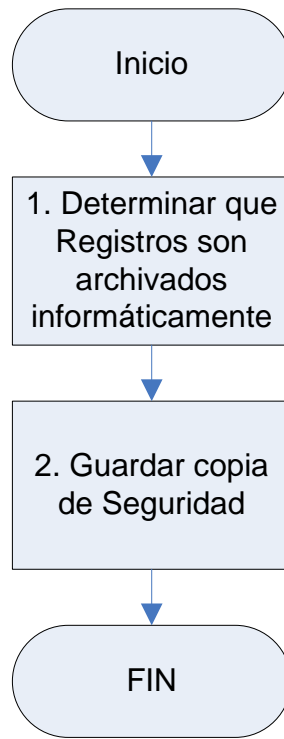 Inicio
1. Determinar que
Registros son
archivados
informáticamente
2. Guardar copia
de Seguridad
FIN